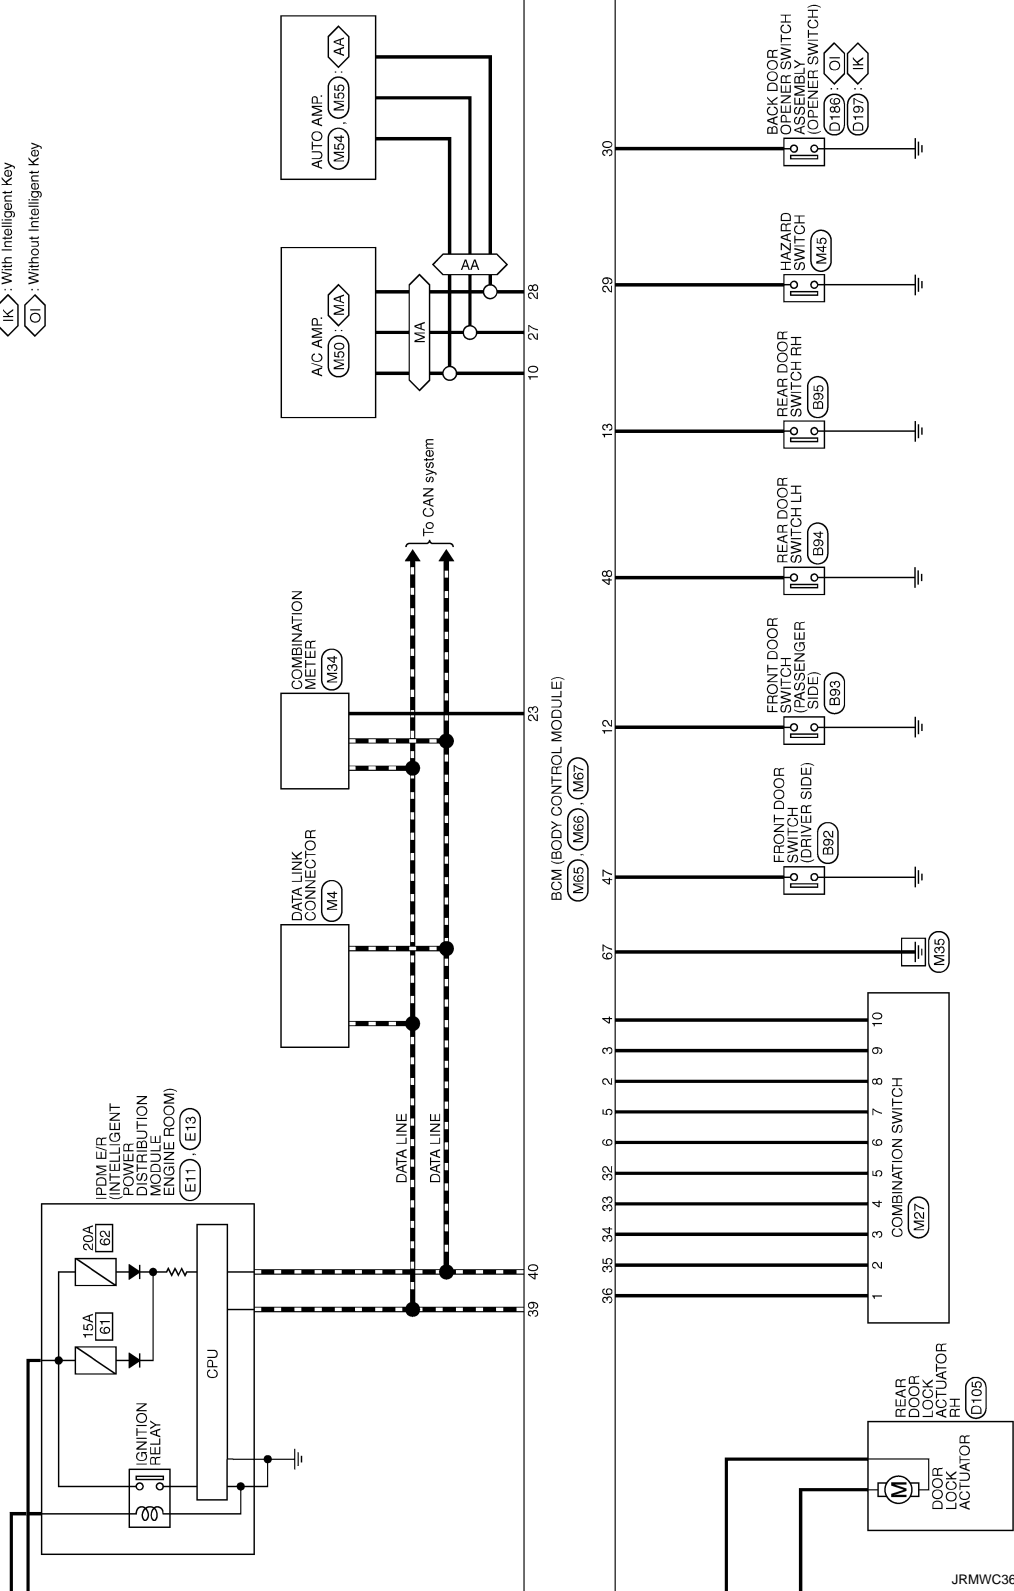 IK : With Intelligent Key
OI : Without Intelligent Key
IPDM E/R
(INTELLIGENT
POWER
DISTRIBUTION
MODULE
ENGINE ROOM)
E11 , E13
20A
62
15A
61
CPU
IGNITION
RELAY
DATA LINK
CONNECTOR
M4
COMBINATION
METER
M34
A/C AMP.
M50 : MA
AUTO AMP.
M54 , M55 : AA
MA
AA
DATA LINE
DATA LINE
To CAN system
39
40
23
10
27
28
BCM (BODY CONTROL MODULE)
M65 , M66 , M67
36
35
34
33
32
6
5
2
3
4
67
47
12
48
13
29
30
1
2
3
4
5
6
7
8
9
10
COMBINATION SWITCH
M27
M35
FRONT DOOR
SWITCH
(DRIVER SIDE)
B92
FRONT DOOR
SWITCH
(PASSENGER
SIDE)
B93
REAR DOOR
SWITCH LH
B94
REAR DOOR
SWITCH RH
B95
HAZARD
SWITCH
M45
BACK DOOR
OPENER SWITCH
ASSEMBLY
(OPENER SWITCH)
D186 : OI
D197 : IK
REAR
DOOR
LOCK
ACTUATOR
RH
D105
M
DOOR
LOCK
ACTUATOR
JRMWC36